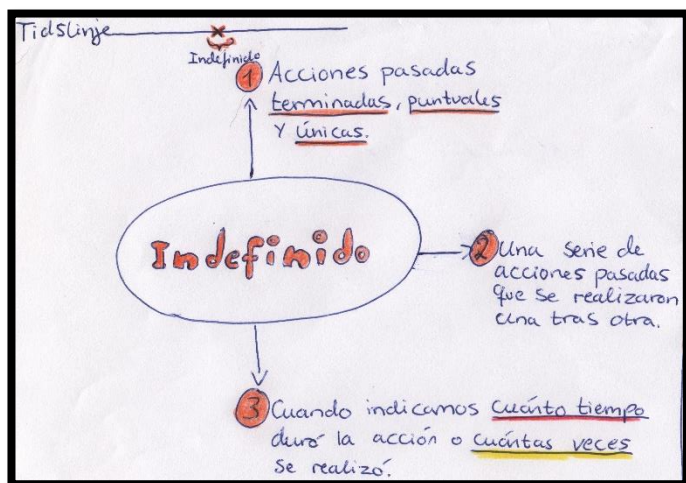 Tidslinje
Indefinido
1 Acciones pasadas
terminadas, puntuales
y únicas.
Indefinido
2 Una serie de
acciones pasadas
que se realizaron
una tras otra.
3 Cuando indicamos cuánto tiempo
duró la acción o cuántas veces
se realizó.